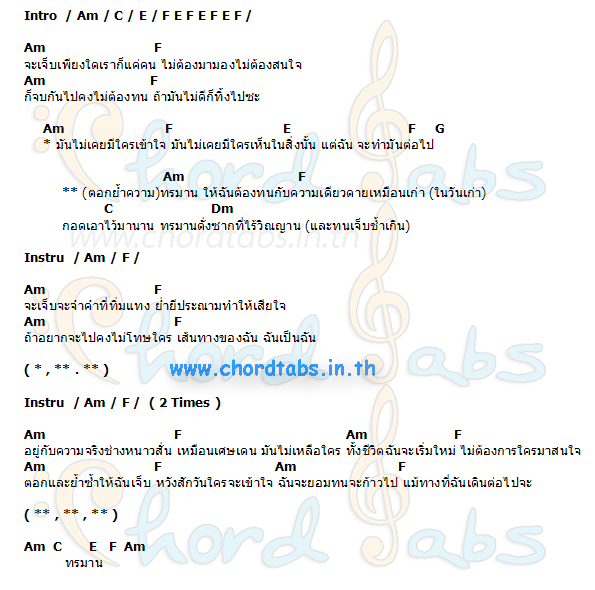 Intro / Am / C / E / F E F E F E F /
Am F
จะเจ็บเพียงใดเราก็แค่คน ไม่ต้องมามองไม่ต้องสนใจ
Am F
ก็จบกันไปคงไม่ต้องทน ถ้ามันไม่ดีก็ทิ้งไปซะ
Am F E F G
* มันไม่เคยมีใครเข้าใจ มันไม่เคยมีใครเห็นในสิ่งนั้น แต่ฉัน จะทำมันต่อไป
Am F
** (ตอกย้ำความ)ทรมาน ให้ฉันต้องทนกับความเดียวดายเหมือนเก่า (ในวันเก่า)
C Dm
กอดเอาไว้มานาน ทรมานดั่งซากที่ไร้วิญญาน (และทนเจ็บซ้ำเกิน)
www.chordtabs.in.th
Instru / Am / F /
Am F
จะเจ็บจะจำคำที่ทิ่มแทง ย่ำยีประณามทำให้เสียใจ
Am F
ถ้าอยากจะไปคงไม่โทษใคร เส้นทางของฉัน ฉันเป็นฉัน
( * , ** . ** )
www.chordtabs.in.th
Instru / Am / F / ( 2 Times )
Am F Am F
อยู่กับความจริงช่างหนาวสั่น เหมือนเศษเดน มันไม่เหลือใคร ทั้งชีวิตฉันจะเริ่มใหม่ ไม่ต้องการใครมาสนใจ
Am F Am F
ตอกและย้ำซ้ำให้ฉันเจ็บ หวังสักวันใครจะเข้าใจ ฉันจะยอมทนจะก้าวไป แม้ทางที่ฉันเดินต่อไปจะ
( ** , ** , ** )
Am C E F Am
ทรมาน